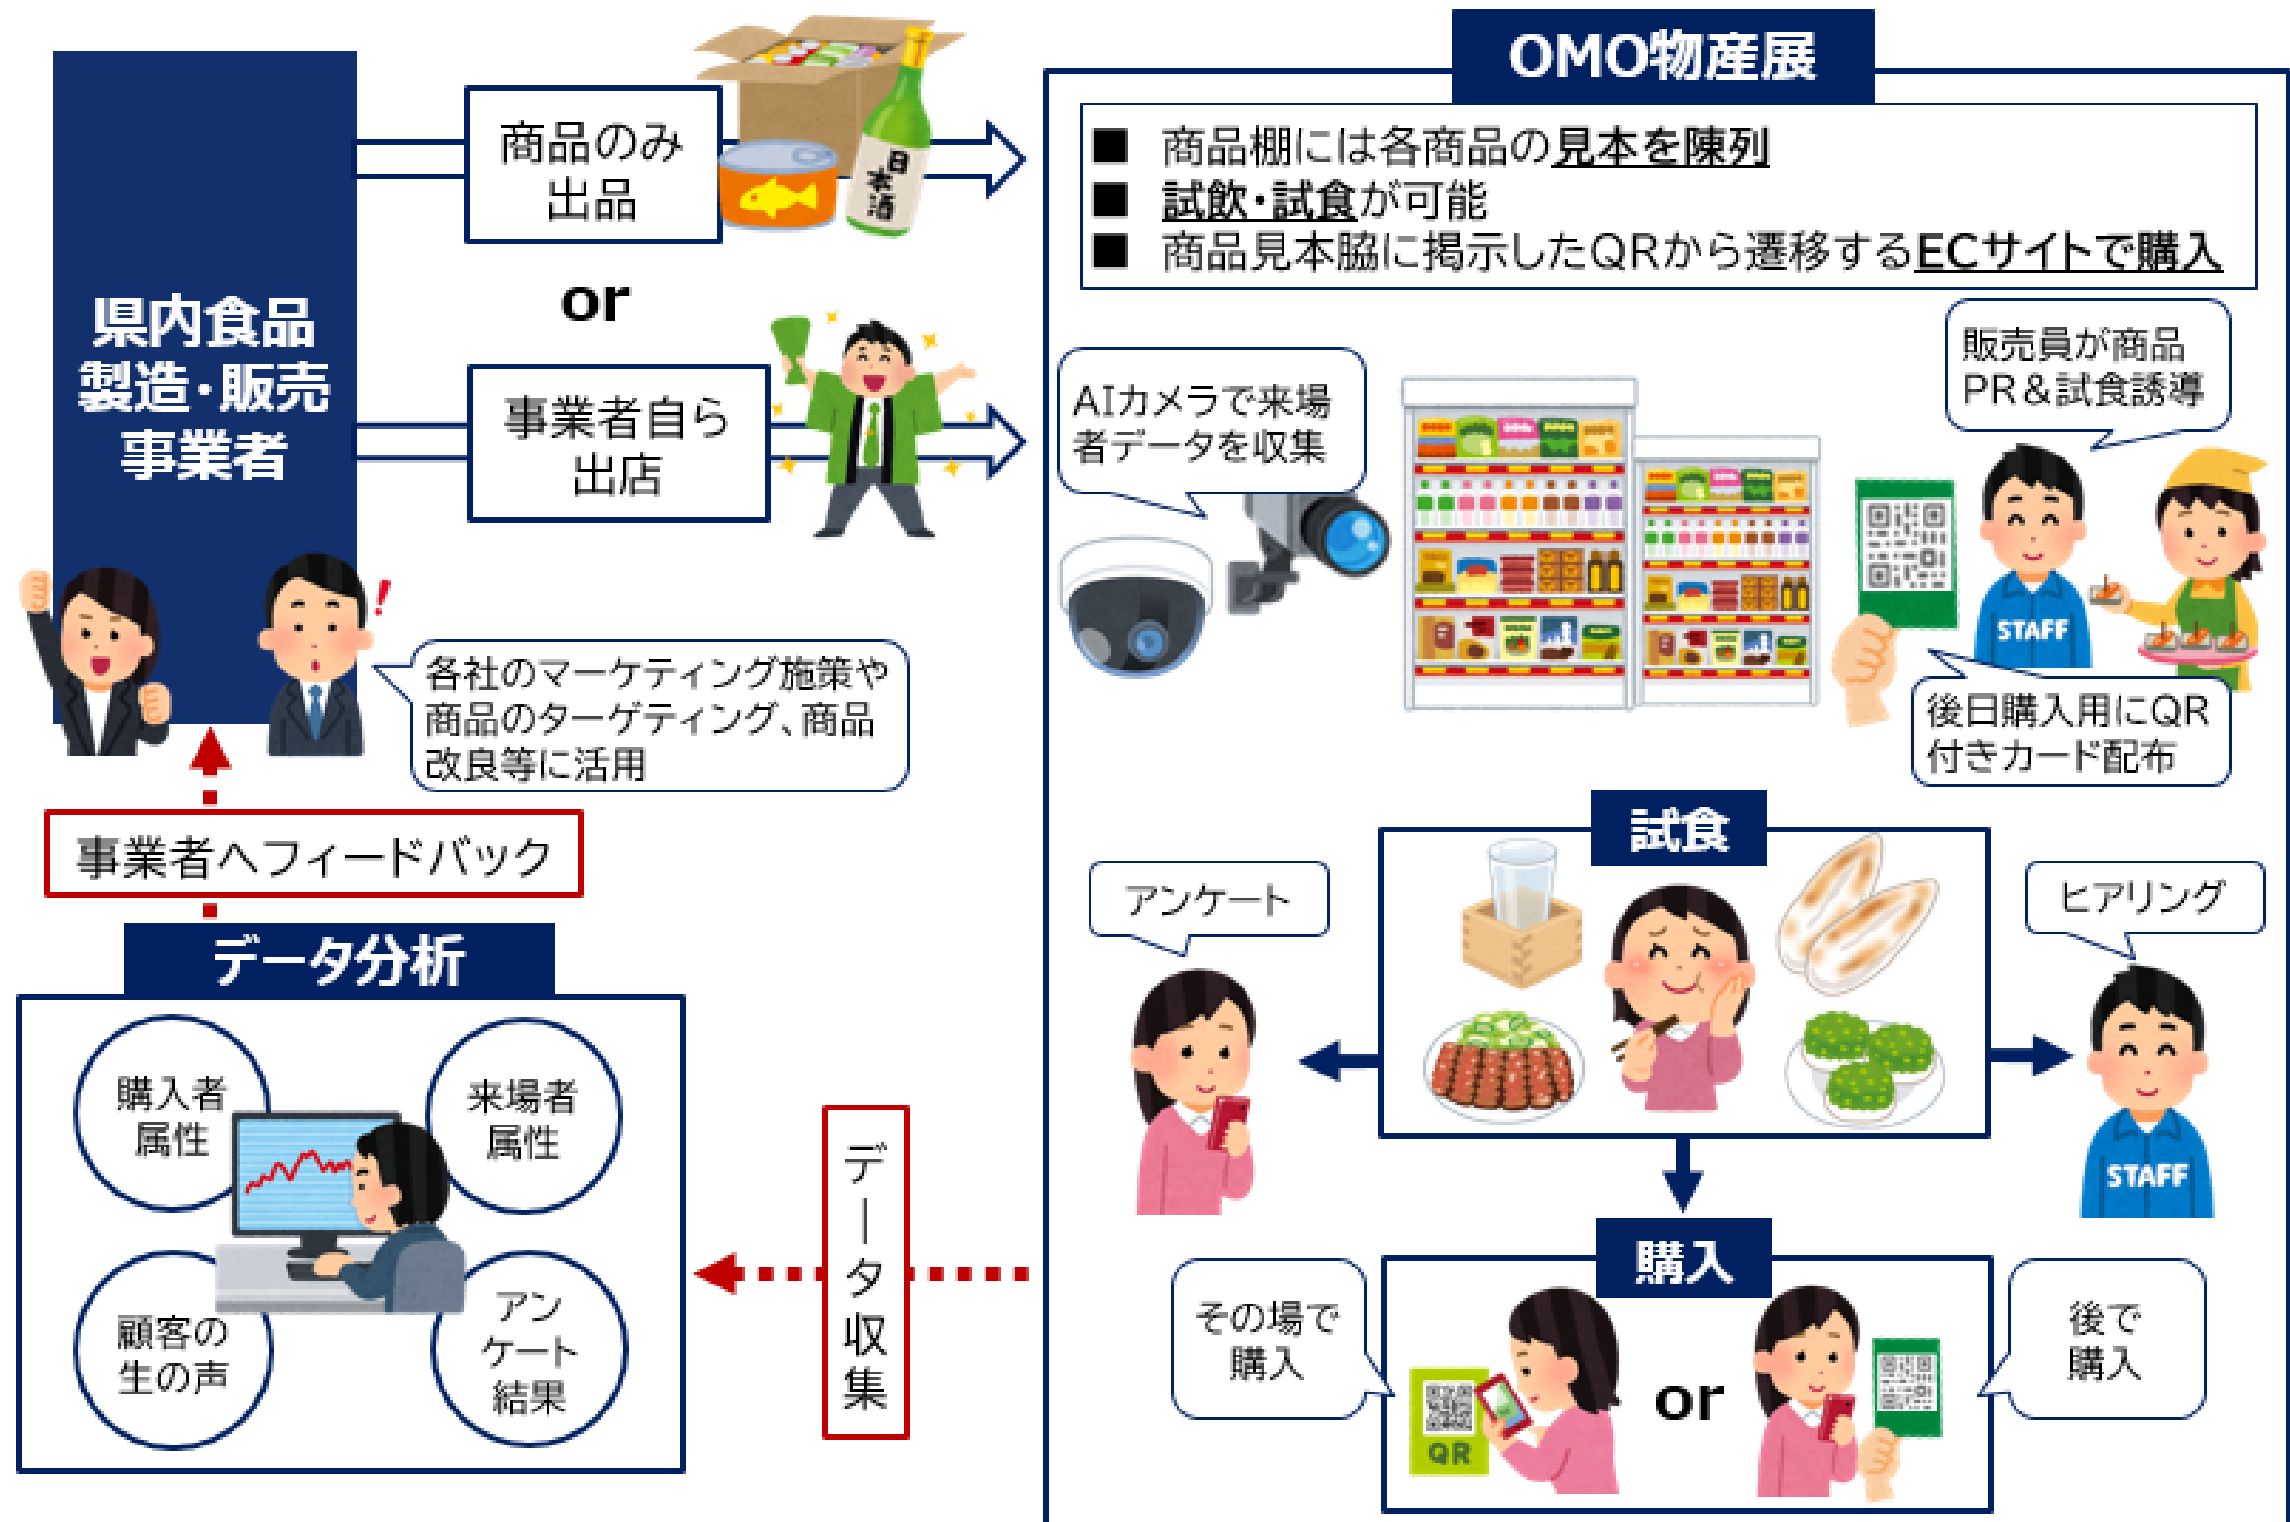 県内食品
製造・販売
事業者
商品のみ
出品
日本酒
or
事業者自ら
出店
各社のマーケティング施策や
商品のターゲティング、商品
改良等に活用
事業者へフィードバック
データ分析
購入者
属性
来場者
属性
顧客の
生の声
アン
ケート
結果
データ収集
OMO物産展
■ 商品棚には各商品の見本を陳列
■ 試飲・試食が可能
■ 商品見本脇に掲示したQRから遷移するECサイトで購入
AIカメラで来場
者データを収集
販売員が商品
PR&試食誘導
STAFF
後日購入用にQR
付きカード配布
試食
アンケート
ヒアリング
STAFF
購入
その場で
購入
QR
or
後で
購入